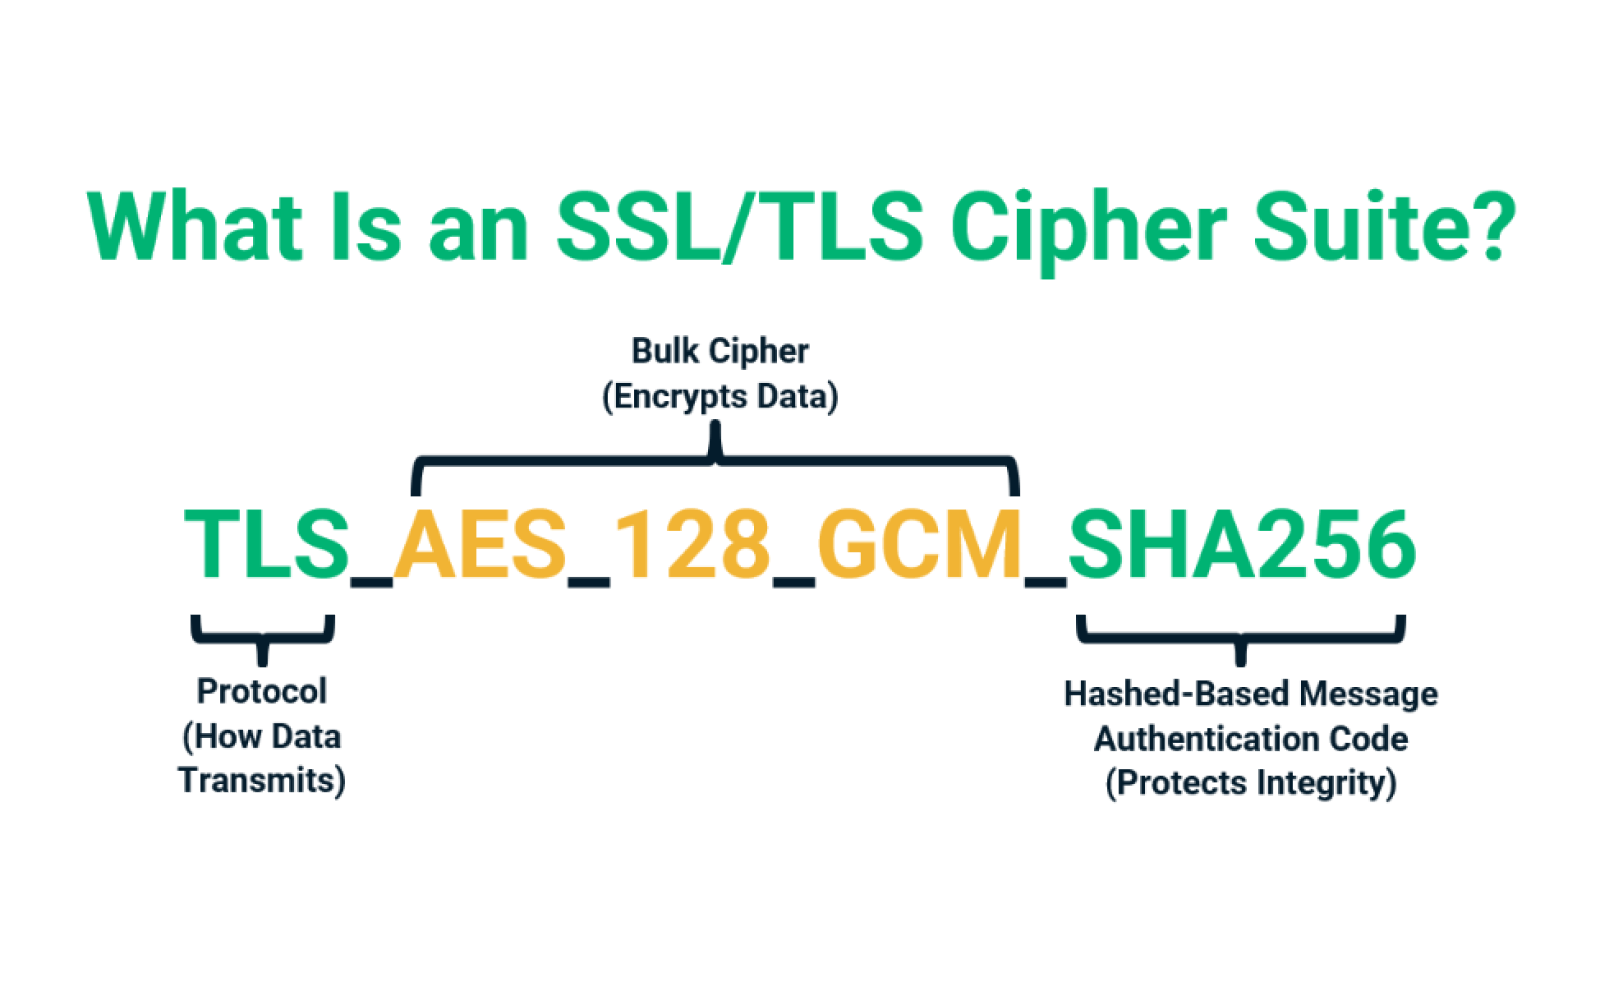 What Is an SSL/TLS Cipher Suite?
Bulk Cipher
(Encrypts Data)
TLS_AES_128_GCM_SHA256
Protocol
(How Data
Transmits)
Hashed-Based Message
Authentication Code
(Protects Integrity)